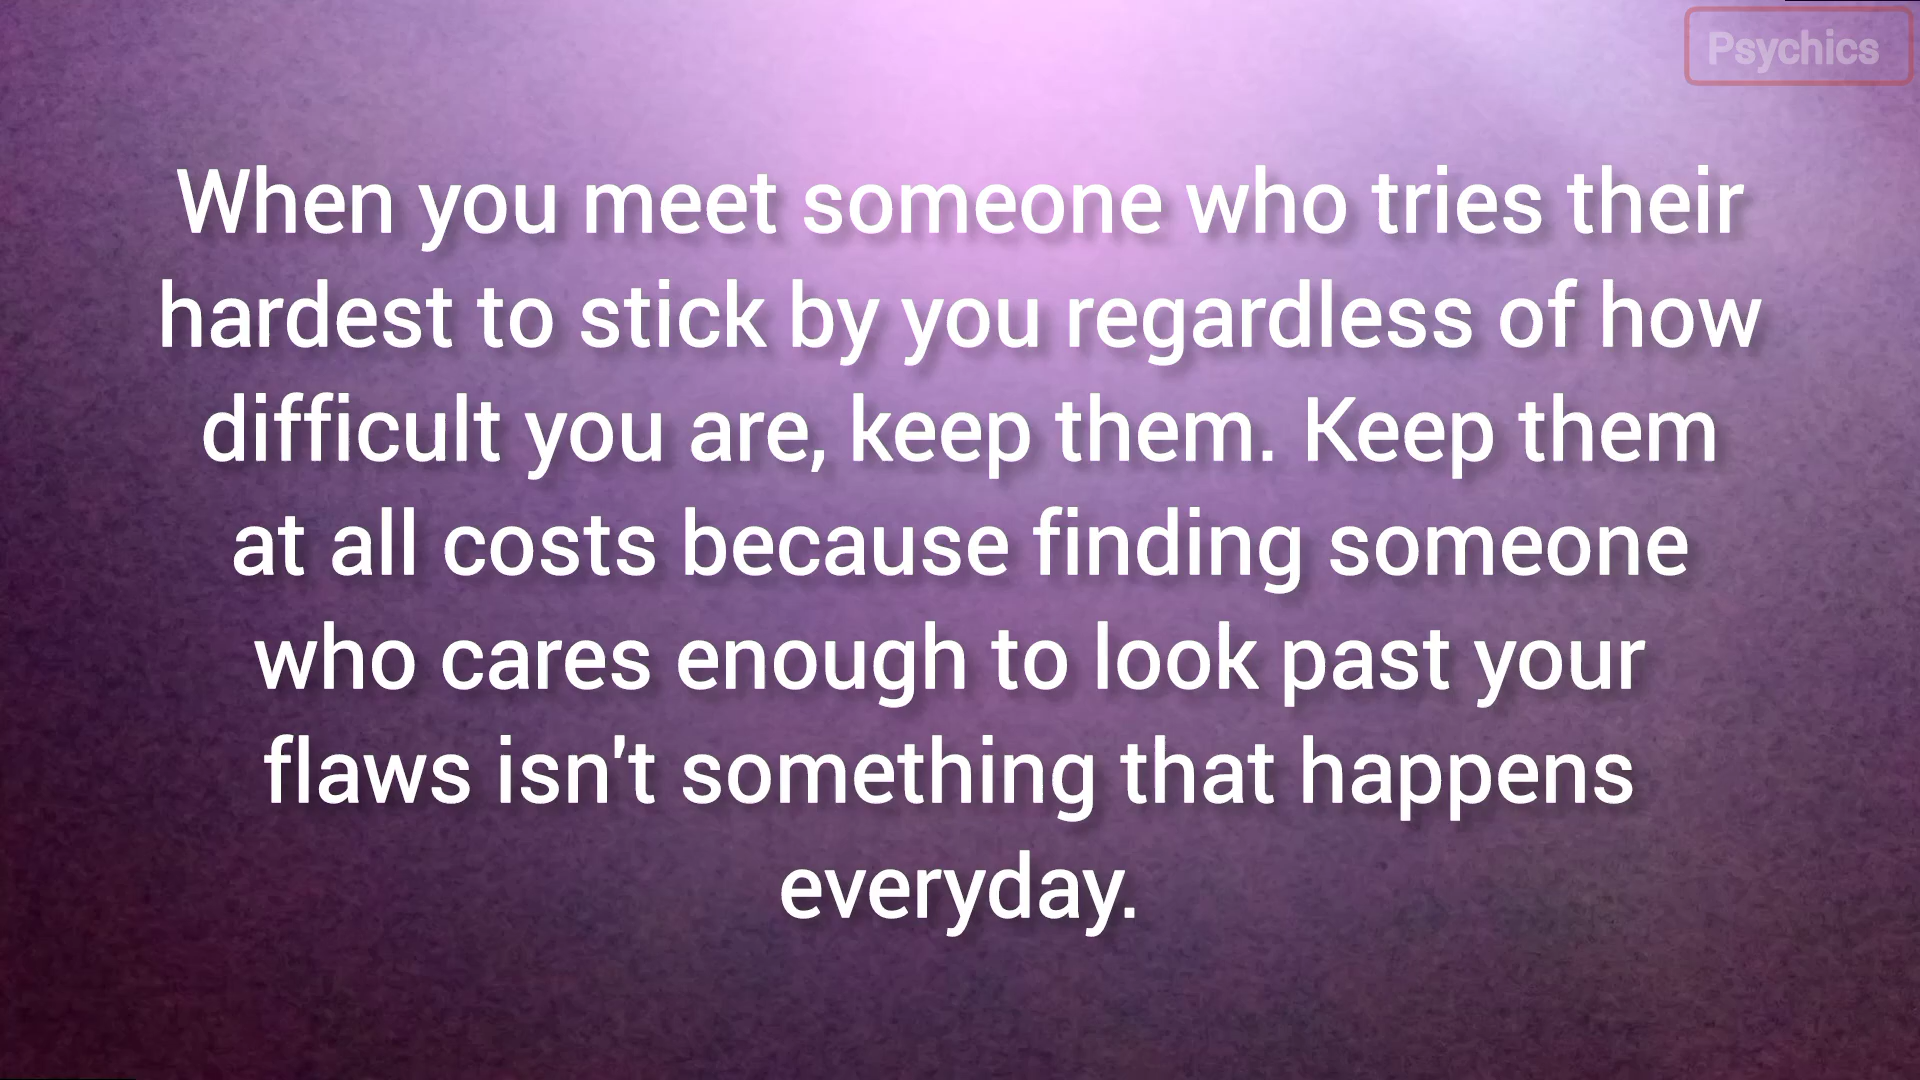 Psychics
When you meet someone who tries their
hardest to stick by you regardless of how
difficult you are, keep them. Keep them
at all costs because finding someone
who cares enough to look past your
flaws isn't something that happens
everyday.